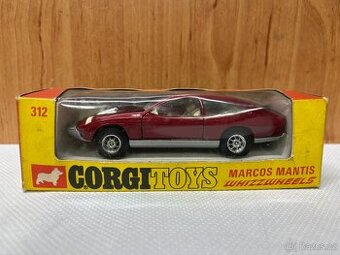 312
CORGI TOYS
MARCOS MANTIS
WHIZZWHEELS